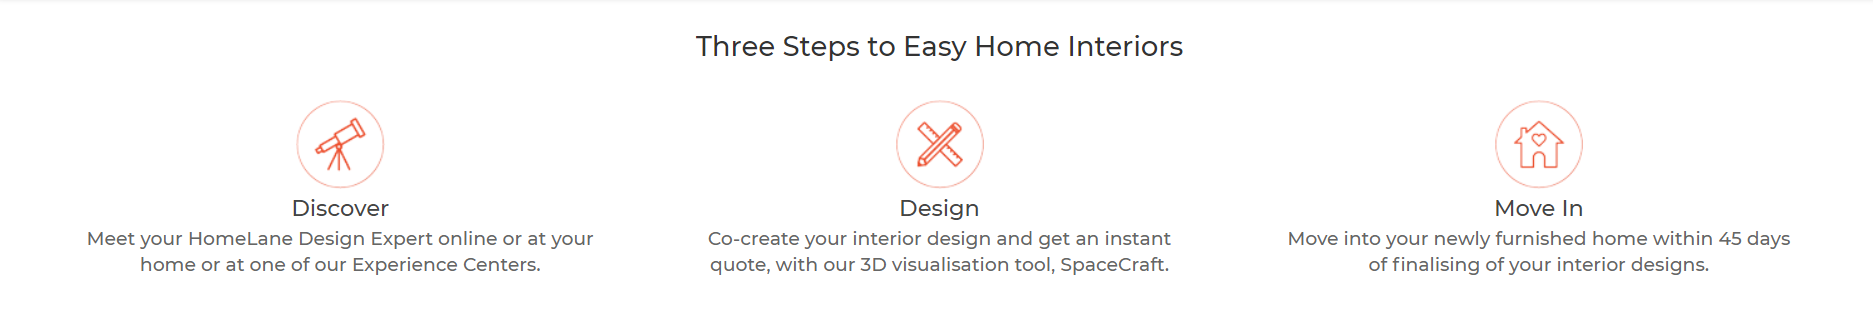 Three Steps to Easy Home Interiors
Discover
Meet your HomeLane Design Expert online or at your
home or at one of our Experience Centers.
Design
Co-create your interior design and get an instant
quote, with our 3D visualisation tool, SpaceCraft.
Move In
Move into your newly furnished home within 45 days
of finalising of your interior designs.